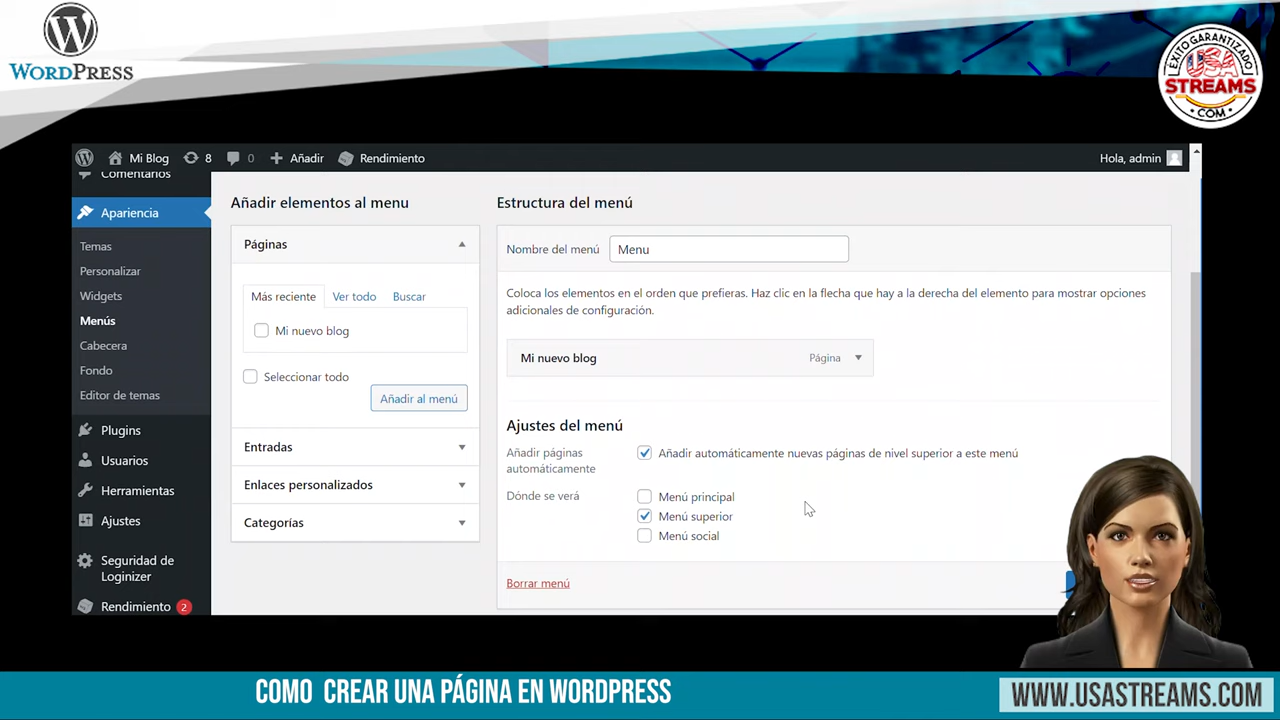 WORDPRESS
ÉXITO GARANTIZADO
USA
STREAMS
.COM
Mi Blog 8 0 Añadir Rendimiento Hola, admin
Comentarios
Apariencia
Temas
Personalizar
Widgets
Menús
Cabecera
Fondo
Editor de temas
Plugins
Usuarios
Herramientas
Ajustes
Seguridad de
Loginizer
Rendimiento 2
Añadir elementos al menu
Páginas
Más reciente Ver todo Buscar
Mi nuevo blog
Seleccionar todo
Añadir al menú
Entradas
Enlaces personalizados
Categorías
Estructura del menú
Nombre del menú Menu
Coloca los elementos en el orden que prefieras. Haz clic en la flecha que hay a la derecha del elemento para mostrar opciones
adicionales de configuración.
Mi nuevo blog Página
Ajustes del menú
Añadir páginas
automáticamente
Añadir automáticamente nuevas páginas de nivel superior a este menú
Dónde se verá
Menú principal
Menú superior
Menú social
Borrar menú
COMO CREAR UNA PÁGINA EN WORDPRESS
WWW.USASTREAMS.COM